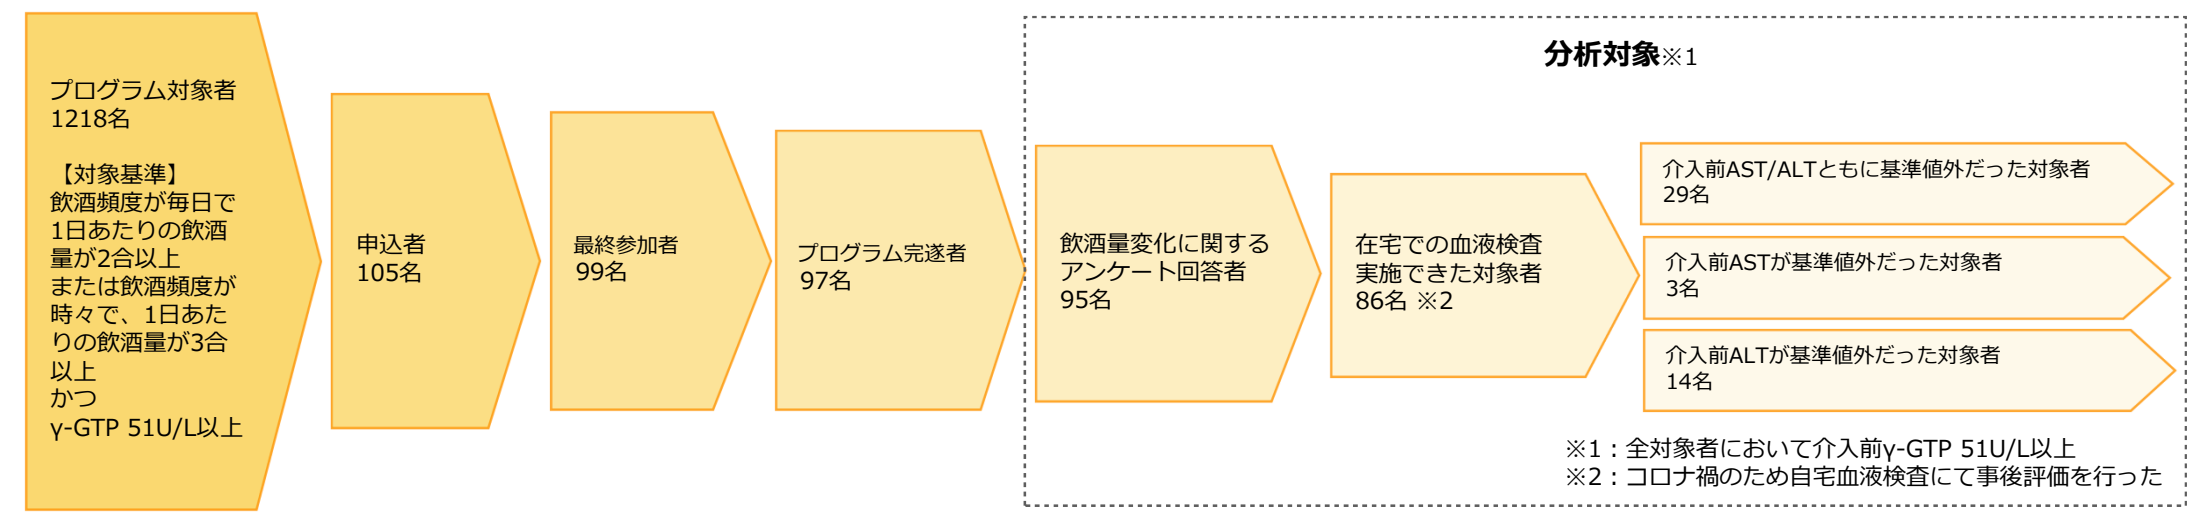 プログラム対象者
1218名
【対象基準】
飲酒頻度が毎日で
1日あたりの飲酒
量が2合以上
または飲酒頻度が
時々で、1日あた
りの飲酒量が3合
以上
かつ
γ-GTP 51U/L以上
申込者
105名
最終参加者
99名
プログラム完遂者
97名
分析対象※1
飲酒量変化に関する
アンケート回答者
95名
在宅での血液検査
実施できた対象者
86名 ※2
介入前AST/ALTともに基準値外だった対象者
29名
介入前ASTが基準値外だった対象者
3名
介入前ALTが基準値外だった対象者
14名
※1：全対象者において介入前γ-GTP 51U/L以上
※2：コロナ禍のため自宅血液検査にて事後評価を行った